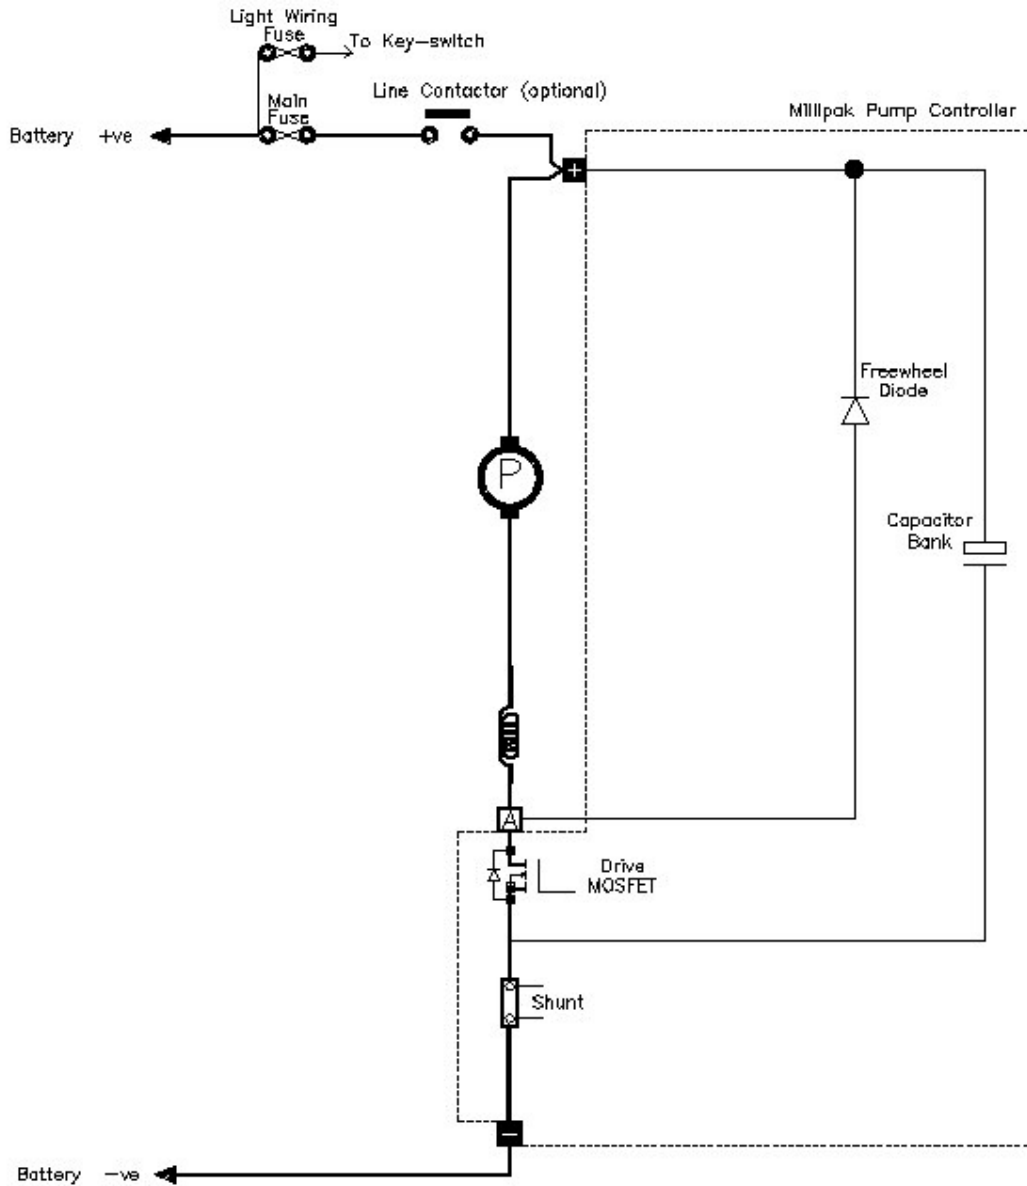 Light Wiring
Fuse
To Key-switch
Main
Fuse
Line Contactor (optional)
Battery +ve
Millipak Pump Controller
+
Freewheel
Diode
P
Capacitor
Bank
A
Drive
MOSFET
Shunt
−
Battery -ve